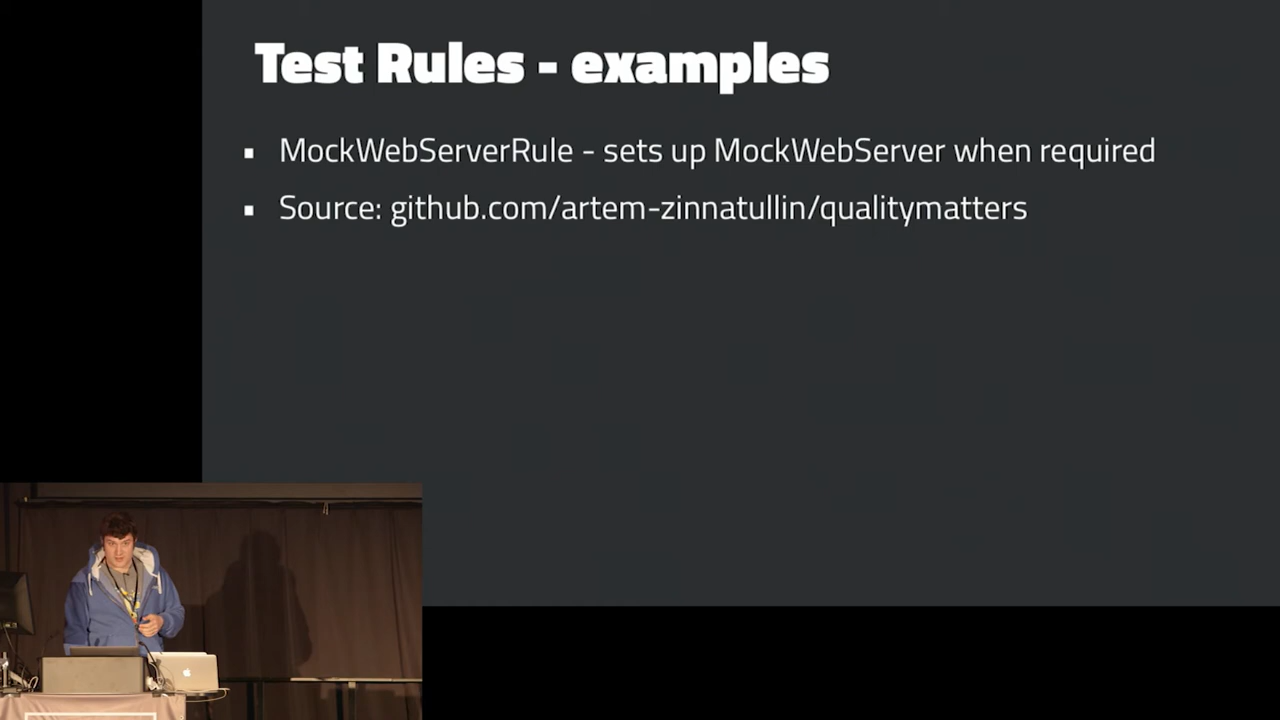 Test Rules - examples
▪ MockWebServerRule - sets up MockWebServer when required
▪ Source: github.com/artem-zinnatullin/qualitymatters